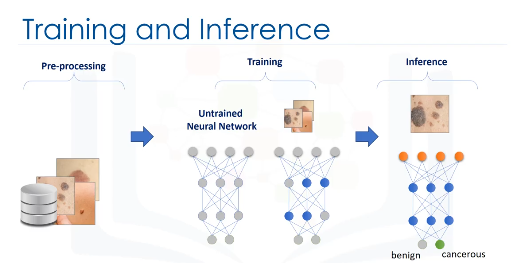 Training and Inference
Pre-processing
Training
Inference
Untrained
Neural Network
benign
cancerous